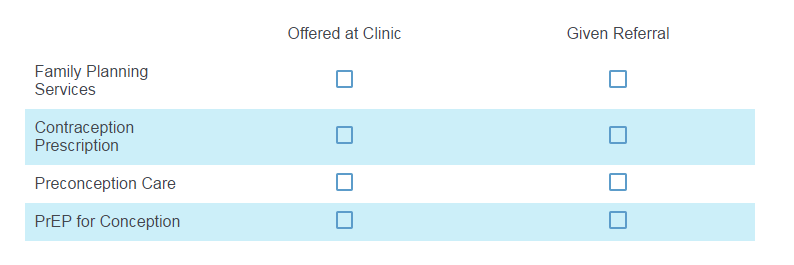 Offered at Clinic Given Referral
Family Planning
Services
Contraception
Prescription
Preconception Care
PrEP for Conception